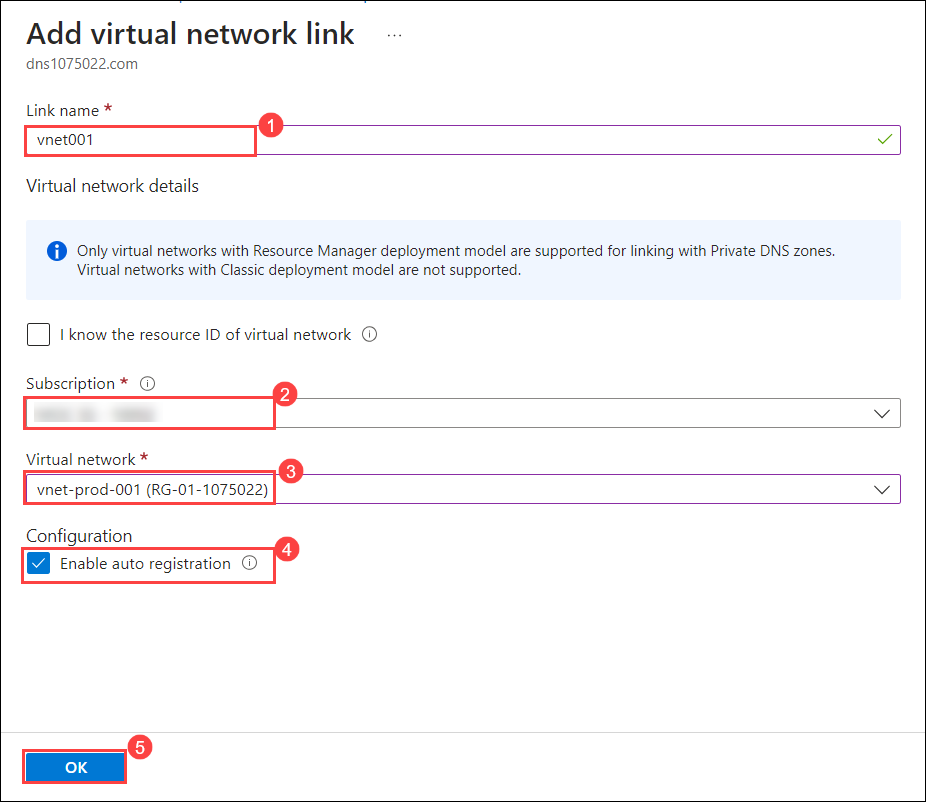 Add virtual network link ...
dns1075022.com
Link name *
1
vnet001
Virtual network details
Only virtual networks with Resource Manager deployment model are supported for linking with Private DNS zones.
Virtual networks with Classic deployment model are not supported.
I know the resource ID of virtual network
Subscription *
2
Virtual network *
3
vnet-prod-001 (RG-01-1075022)
Configuration
4
Enable auto registration
5
OK